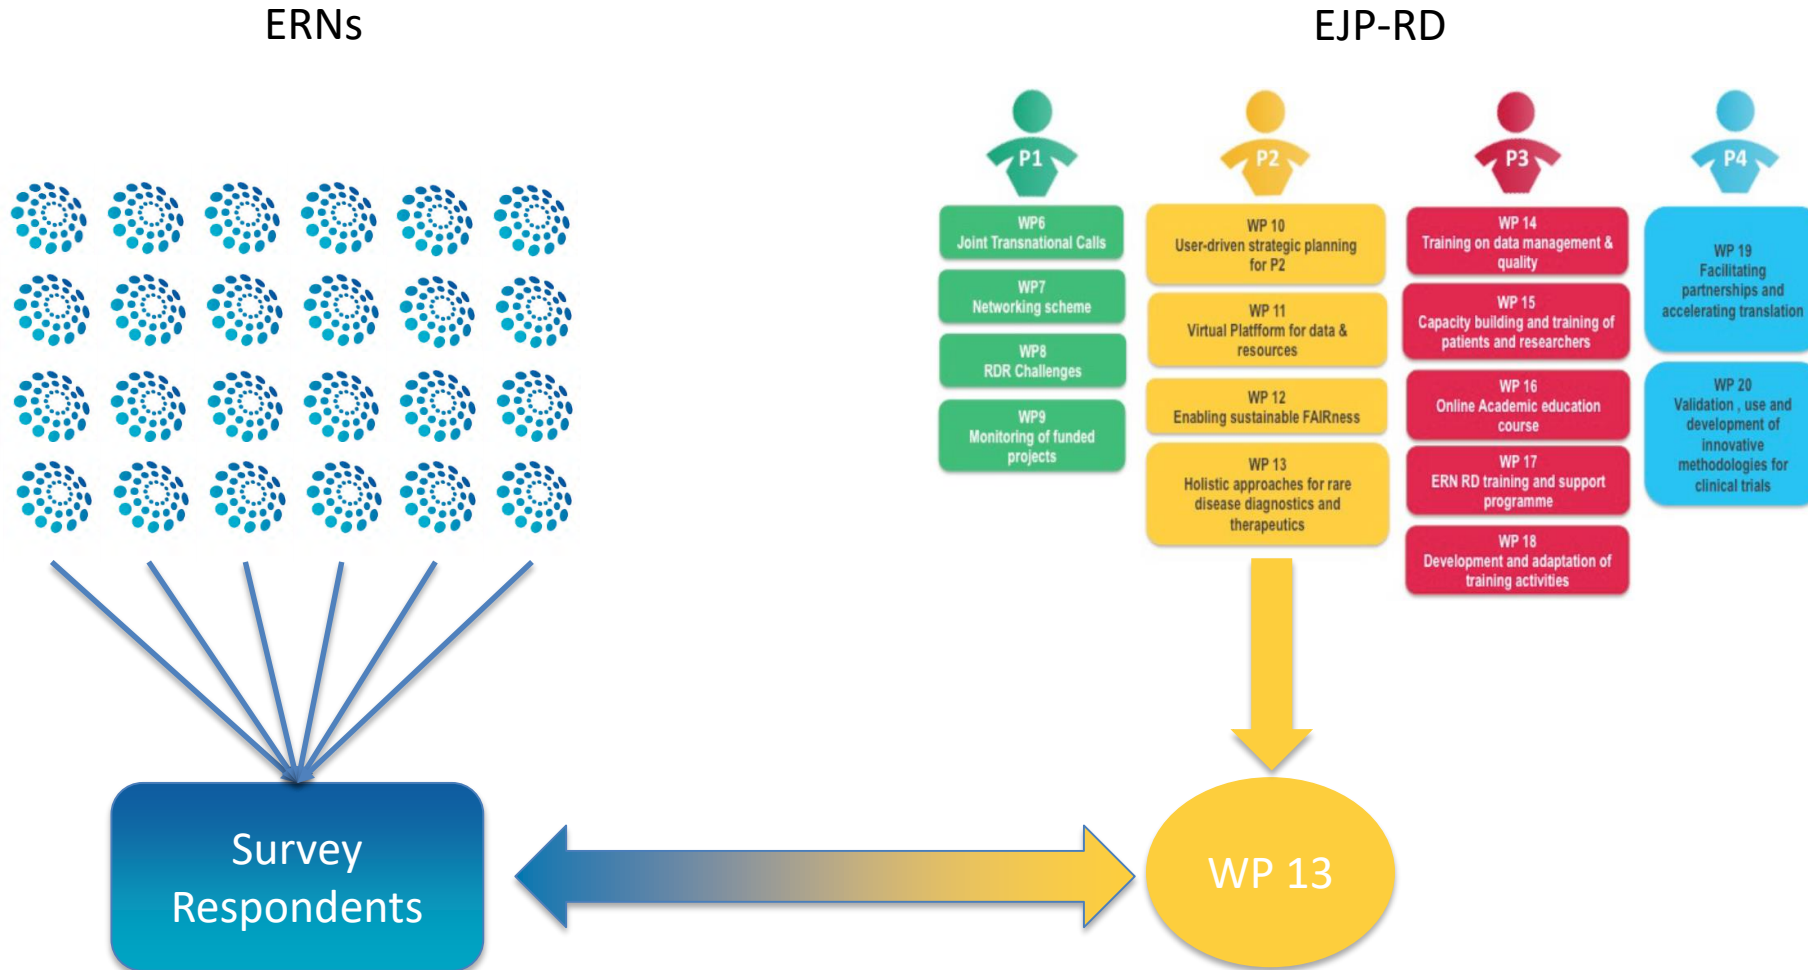 ERNs
EJP-RD
P1
WP6
Joint Transnational Calls
WP7
Networking scheme
WP8
RDR Challenges
WP9
Monitoring of funded
projects
P2
WP 10
User-driven strategic planning
for P2
WP 11
Virtual Platfform for data &
resources
WP 12
Enabling sustainable FAIRness
WP 13
Holistic approaches for rare
disease diagnostics and
therapeutics
P3
WP 14
Training on data management &
quality
WP 15
Capacity building and training of
patients and researchers
WP 16
Online Academic education
course
WP 17
ERN RD training and support
programme
WP 18
Development and adaptation of
training activities
P4
WP 19
Facilitating
partnerships and
accelerating translation
WP 20
Validation , use and
development of
innovative
methodologies for
clinical trials
Survey
Respondents
WP 13